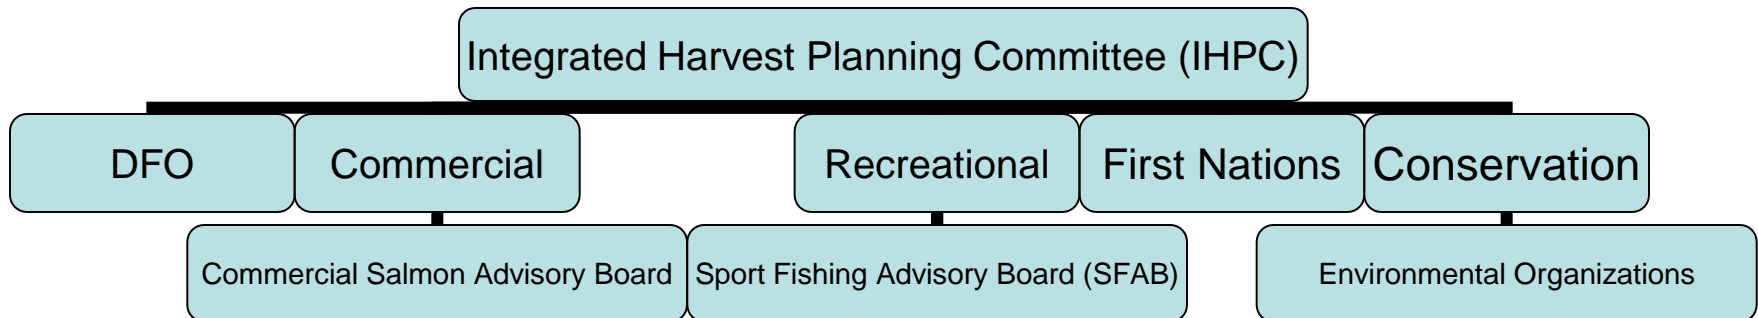 Integrated Harvest Planning Committee (IHPC)
DFO
Commercial
Recreational
First Nations
Conservation
Commercial Salmon Advisory Board
Sport Fishing Advisory Board (SFAB)
Environmental Organizations